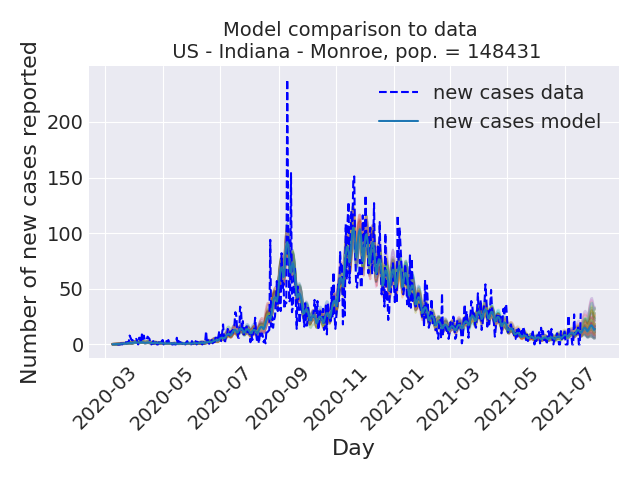 Model comparison to data
US - Indiana - Monroe, pop. = 148431
Number of new cases reported
200
150
100
50
0
new cases data
new cases model
2020-03
2020-05
2020-07
2020-09
2020-11
2021-01
2021-03
2021-05
2021-07
Day